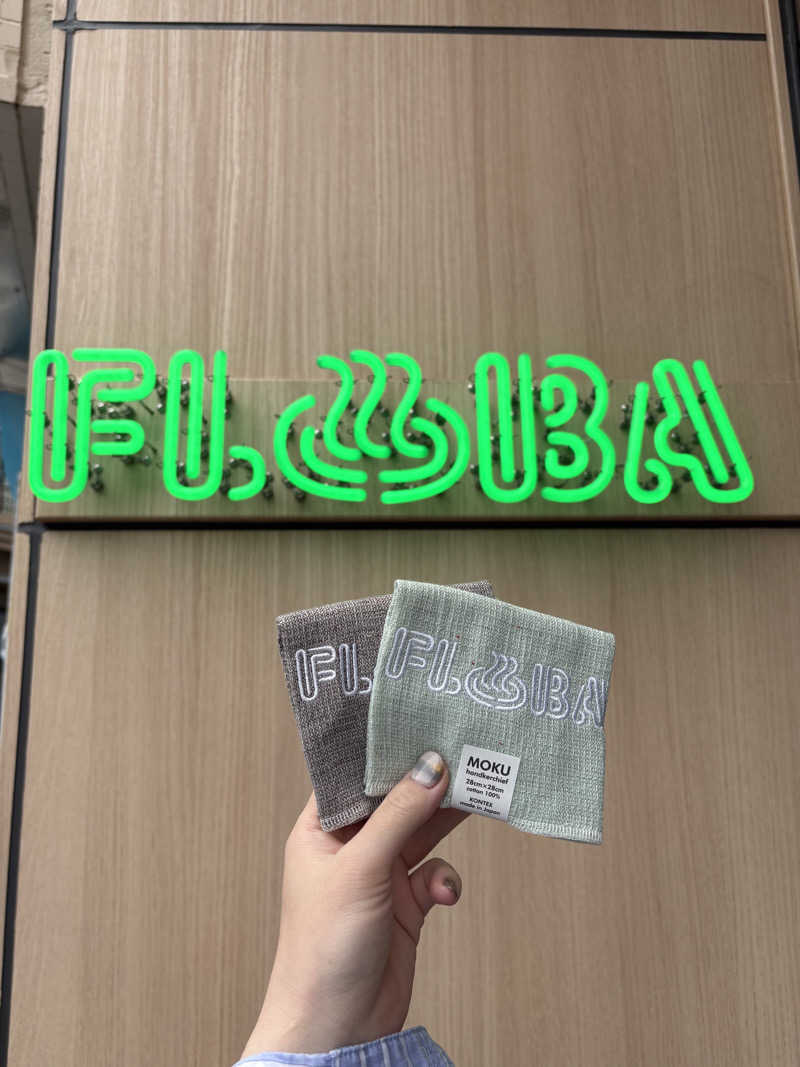 FL♨BA
FL
FL♨BA
MOKU
handkerchief
28cm×28cm
cotton 100%
KONTEX
made in Japan